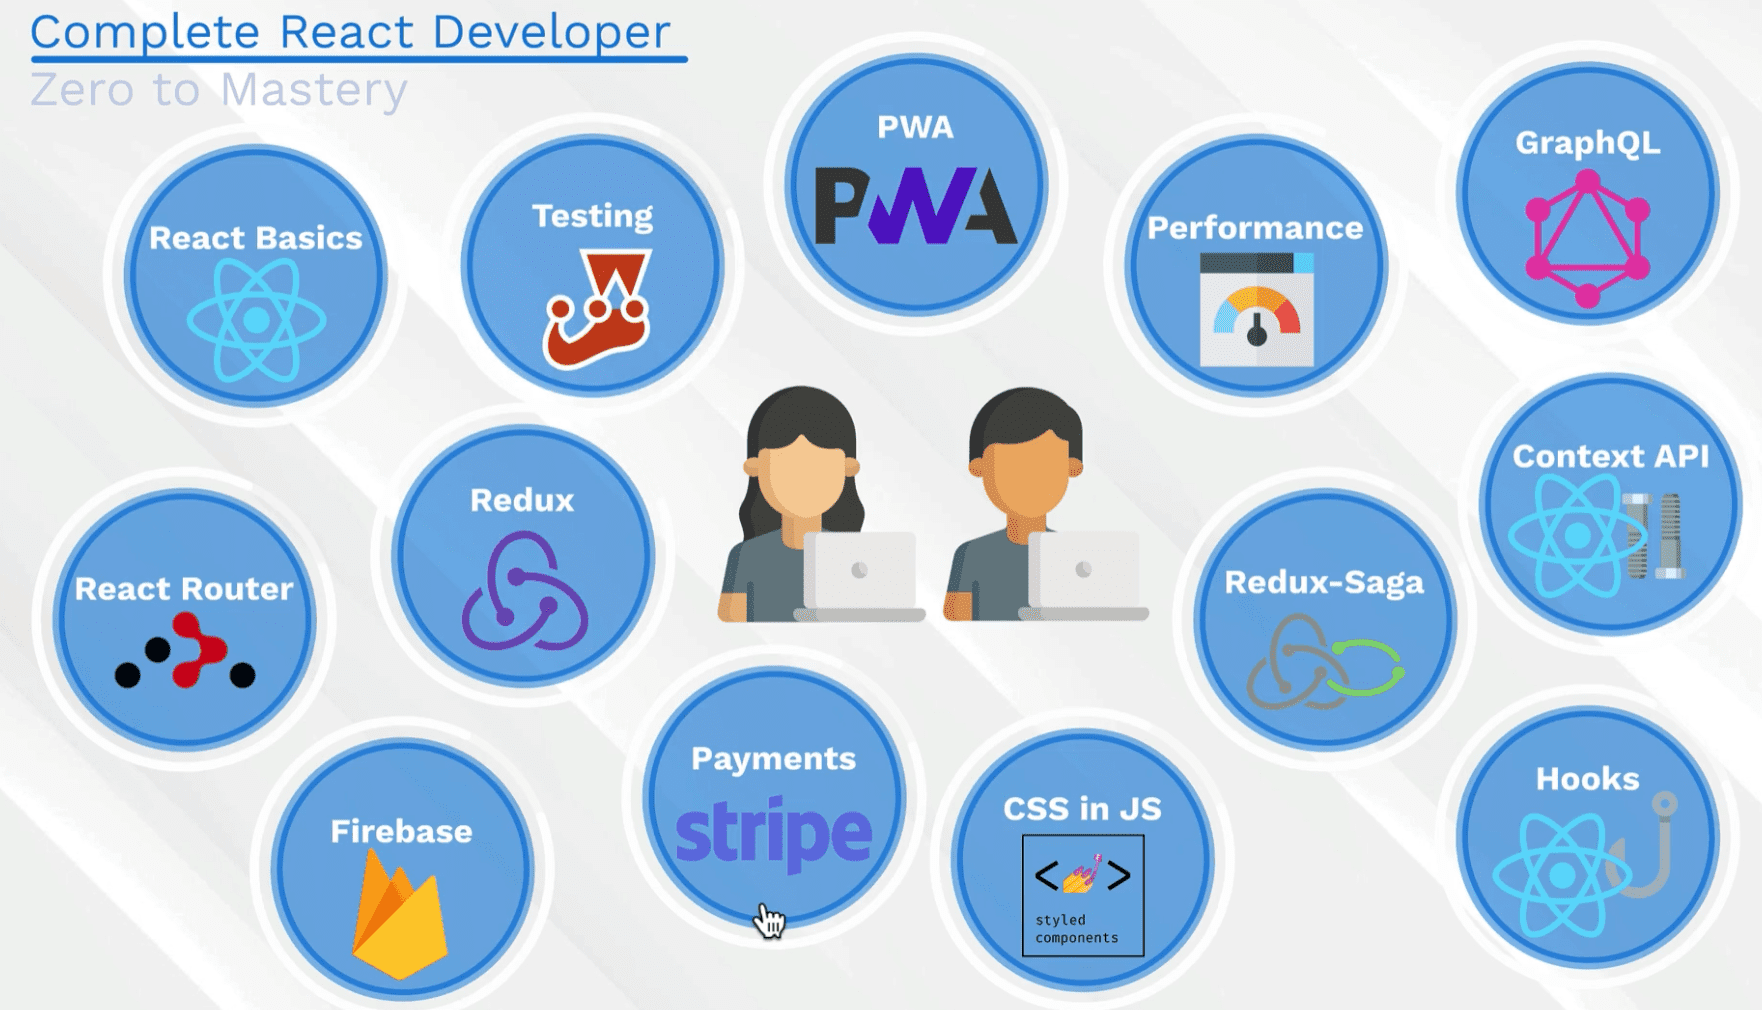 Complete React Developer
Zero to Mastery
PWA
PWA
GraphQL
Testing
Performance
React Basics
Context API
Redux
Redux-Saga
React Router
Payments
stripe
Hooks
CSS in JS
< >
styled
components
Firebase